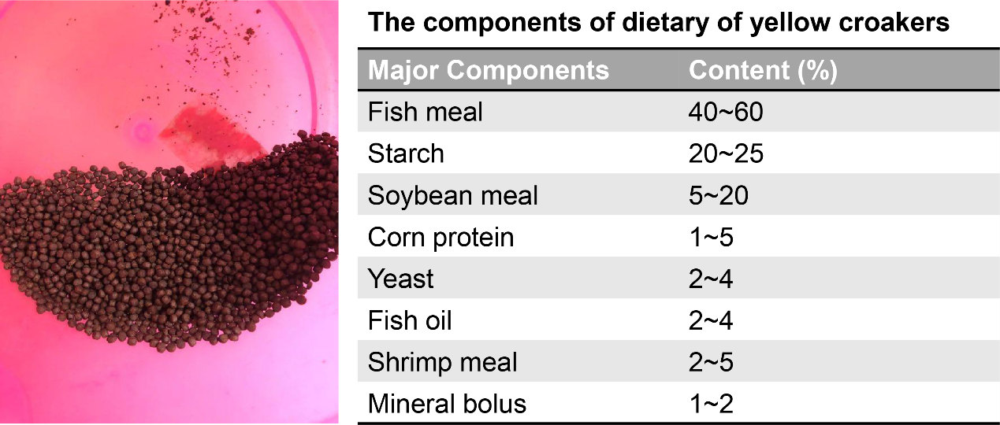 The components of dietary of yellow croakers
Major Components Content (%)
Fish meal 40~60
Starch 20~25
Soybean meal 5~20
Corn protein 1~5
Yeast 2~4
Fish oil 2~4
Shrimp meal 2~5
Mineral bolus 1~2